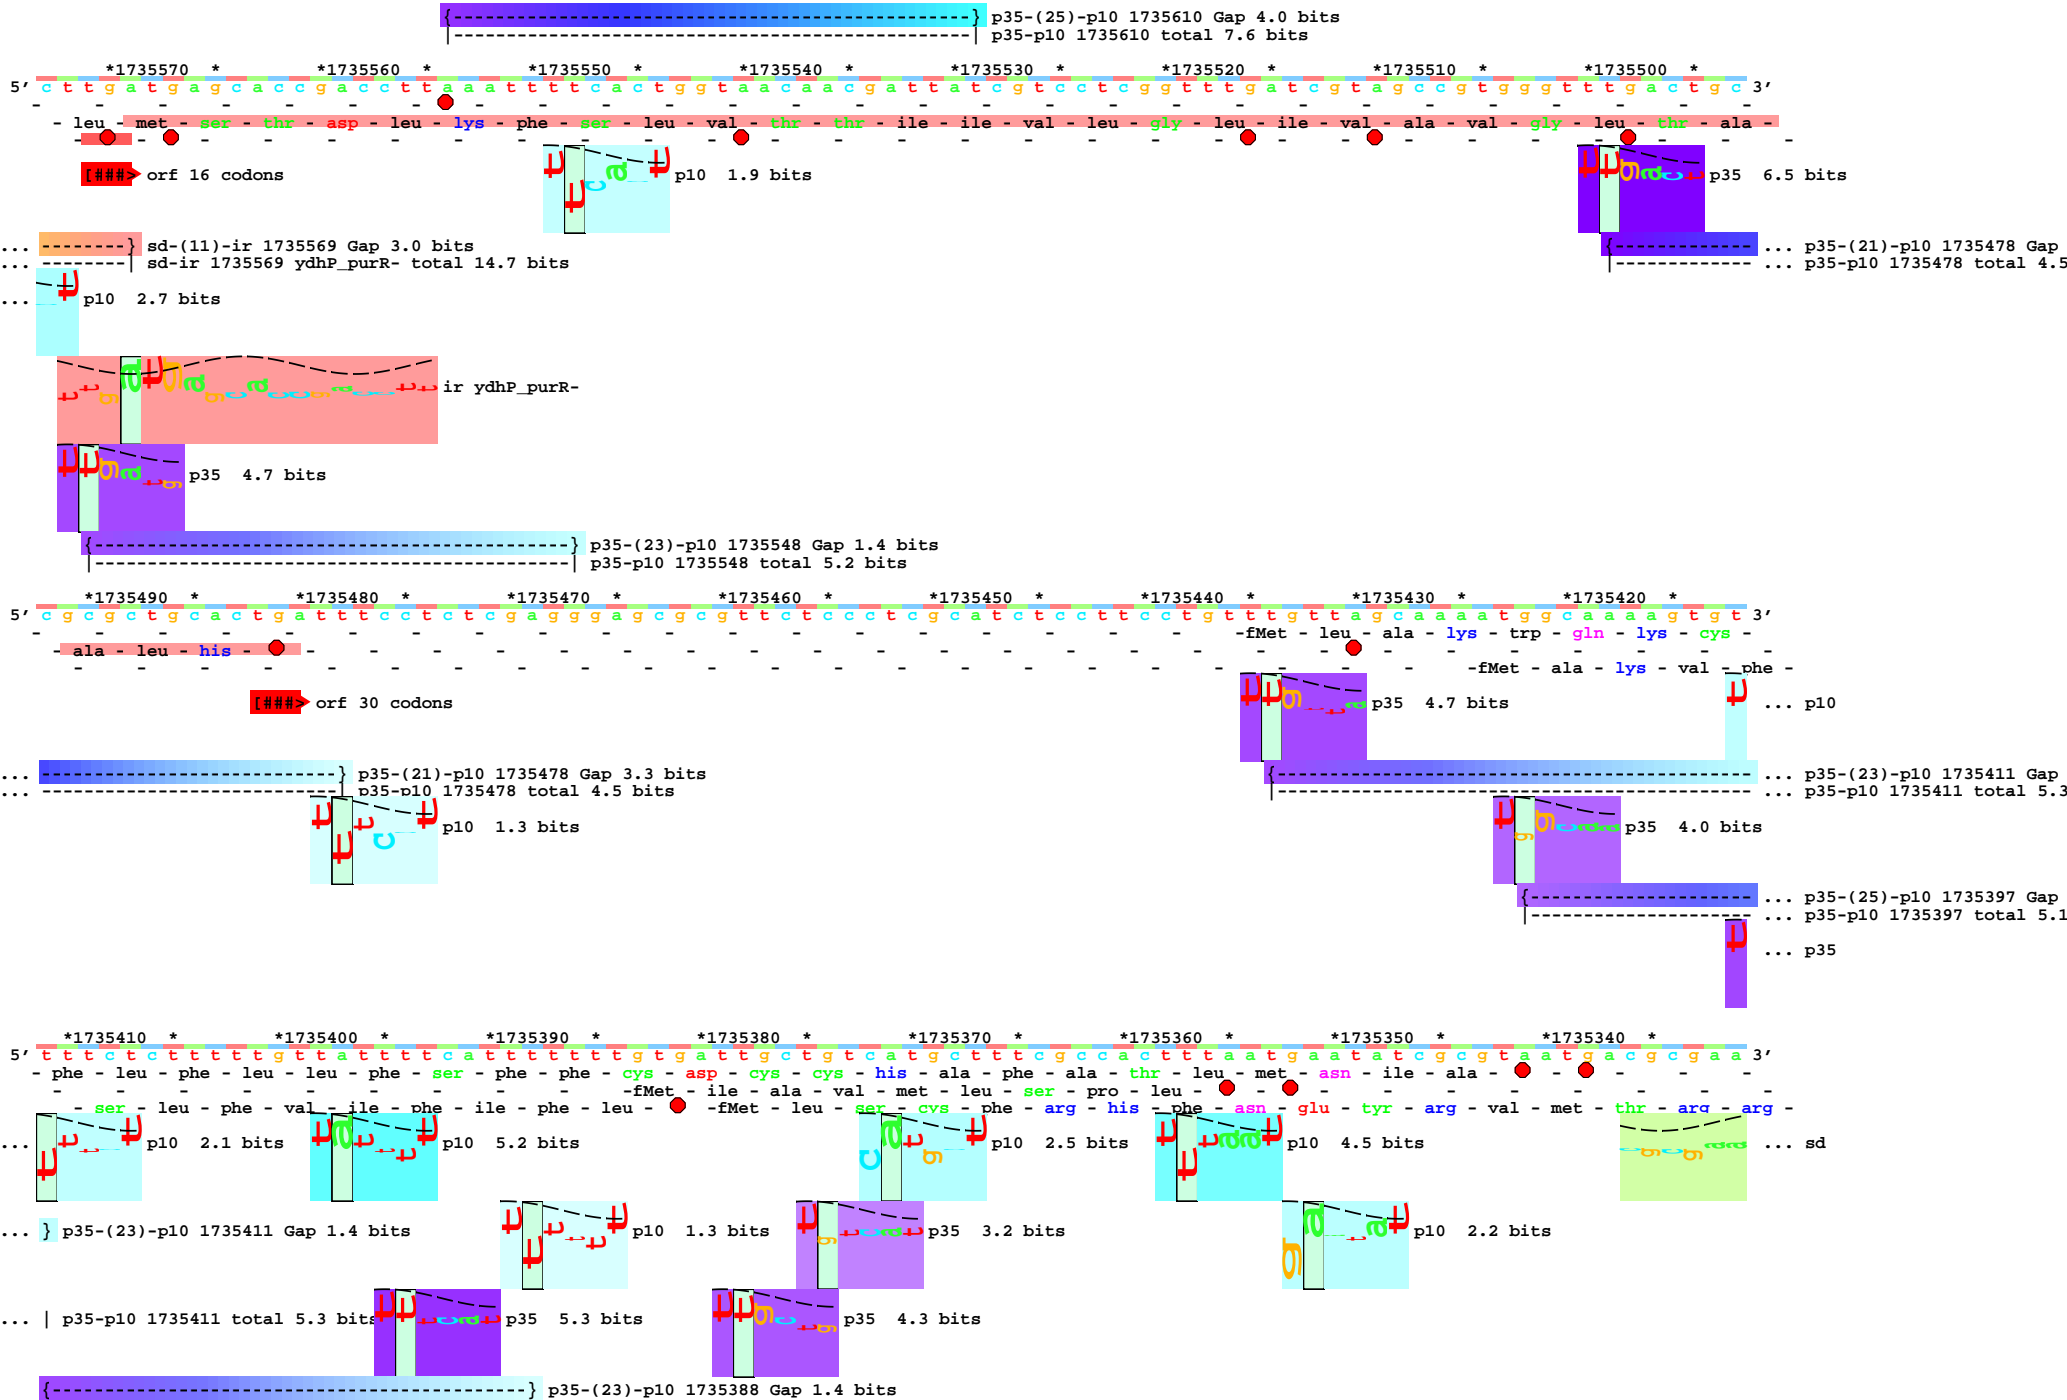 {-----------------------------------------} p35-(25)-p10 1735610 Gap 4.0 bits
|-----------------------------------------| p35-p10 1735610 total 7.6 bits
*1735570 * *1735560 * *1735550 * *1735540 * *1735530 * *1735520 * *1735510 * *1735500 *
5' c t t g a t g a g c a c c g a c c t t a a a t t t t c a c t g g t a a c a a c g a t t a t c g t c c t c g g t t t g a t c g t a g c c g t g g g t t t g a c t g c 3'
- leu - met - ser - thr - asp - leu - lys - phe - ser - leu - val - thr - thr - ile - ile - val - leu - gly - leu - ile - val - ala - val - gly - leu - thr - ala -
[###> orf 16 codons
p10 1.9 bits
p35 6.5 bits
... -------} sd-(11)-ir 1735569 Gap 3.0 bits
... -------| sd-ir 1735569 ydhP_purR- total 14.7 bits
... p35-(21)-p10 1735478 Gap
... p35-p10 1735478 total 4.5
... p10 2.7 bits
ir ydhP_purR-
p35 4.7 bits
p35-(23)-p10 1735548 Gap 1.4 bits
p35-p10 1735548 total 5.2 bits
*1735490 * *1735480 * *1735470 * *1735460 * *1735450 * *1735440 * *1735430 * *1735420 *
5' c g c g c t g c a c t g a t t t c c t c t c g a g g g a g c g c g t t c t c c c t c g c a t c t c c t t c c t g t t t g t t a g c a a a a t g g c a a a a g t g t 3'
-fMet - leu - ala - lys - trp - gln - lys - cys -
- ala - leu - his -
-fMet - ala - lys - val - phe -
[###> orf 30 codons
p35 4.7 bits
... p10
... p35-(21)-p10 1735478 Gap 3.3 bits
... p35-p10 1735478 total 4.5 bits
... p35-(23)-p10 1735411 Gap
... p35-p10 1735411 total 5.3
p10 1.3 bits
p35 4.0 bits
... p35-(25)-p10 1735397 Gap
... p35-p10 1735397 total 5.1
... p35
*1735410 * *1735400 * *1735390 * *1735380 * *1735370 * *1735360 * *1735350 * *1735340 *
5' t t t c t c t t t t t g t t a t t t t c a t t t t t t t g t g a t t g c t g t c a t g c t t t c g c c a c t t t a a t g a a t a t c g c g t a a t g a c g c g a a 3'
- phe - leu - phe - leu - leu - phe - ser - phe - phe - cys - asp - cys - cys - his - ala - phe - ala - thr - leu - met - asn - ile - ala -
-fMet - ile - ala - val - met - leu - ser - pro - leu -
ser - leu - phe - val - ile - phe - ile - phe - leu - -fMet - leu - ser - cys - phe - arg - his - phe - asn - glu - tyr - arg - val - met - thr - arg - arg -
... p10 2.1 bits
p10 5.2 bits
p10 2.5 bits
p10 4.5 bits
... sd
... } p35-(23)-p10 1735411 Gap 1.4 bits
p10 1.3 bits
p35 3.2 bits
p10 2.2 bits
... | p35-p10 1735411 total 5.3 bits
p35 5.3 bits
p35 4.3 bits
p35-(23)-p10 1735388 Gap 1.4 bits